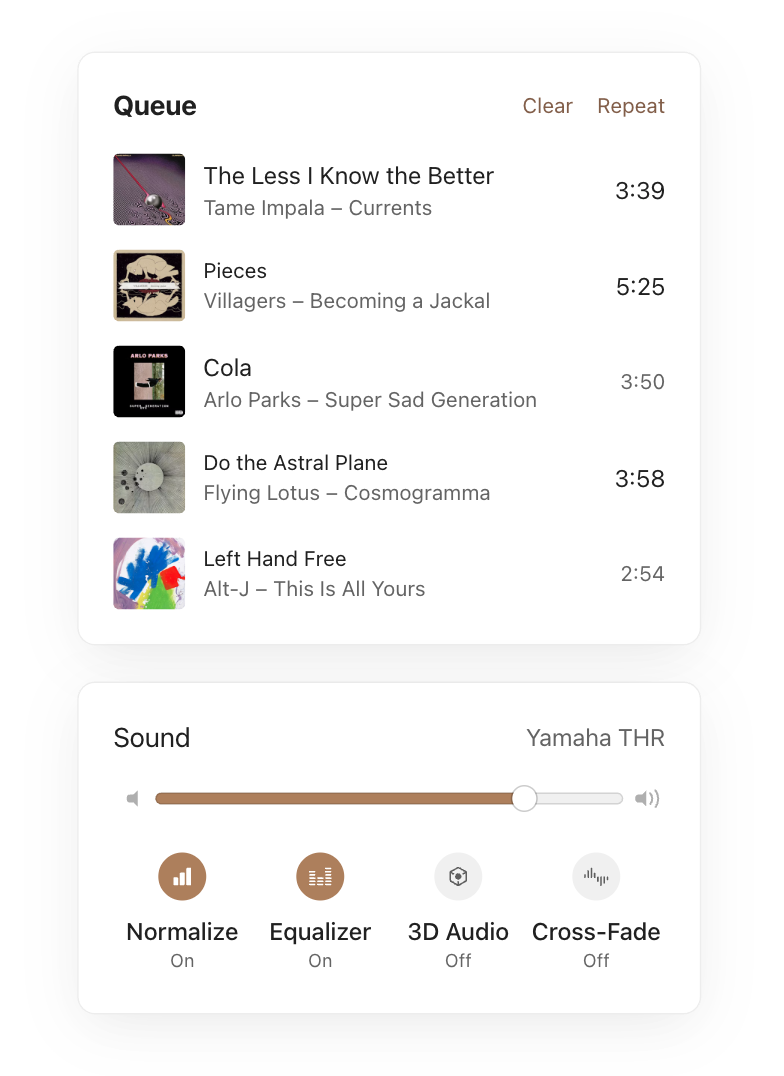 Queue Clear Repeat
The Less I Know the Better 3:39
Tame Impala – Currents
Pieces 5:25
Villagers – Becoming a Jackal
ARLO PARKS
Cola 3:50
Arlo Parks – Super Sad Generation
Do the Astral Plane 3:58
Flying Lotus – Cosmogramma
Left Hand Free 2:54
Alt-J – This Is All Yours
Sound Yamaha THR
Normalize Equalizer 3D Audio Cross-Fade
On On Off Off